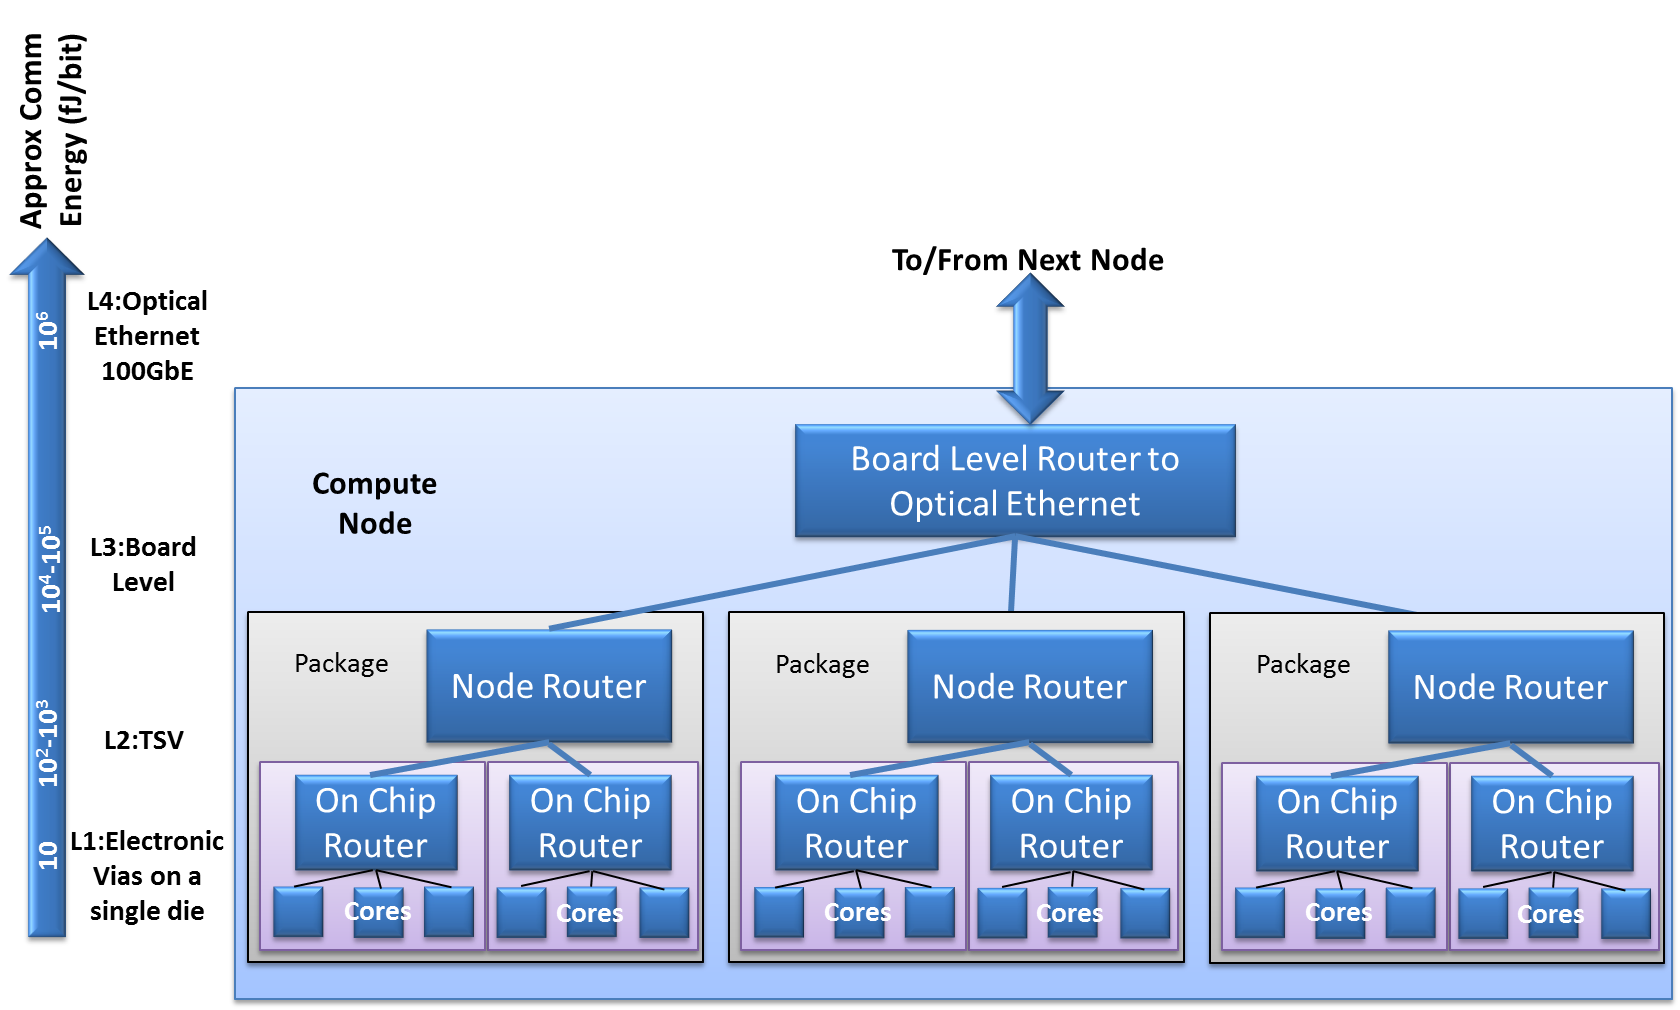 Approx Comm
Energy (fJ/bit)
10⁶
L4:Optical
Ethernet
100GbE
10⁴-10⁵
L3:Board
Level
10²-10³
L2:TSV
10
L1:Electronic
Vias on a
single die
To/From Next Node
Compute
Node
Board Level Router to
Optical Ethernet
Package
Node Router
On Chip
Router
Cores
On Chip
Router
Cores
Package
Node Router
On Chip
Router
Cores
On Chip
Router
Cores
Package
Node Router
On Chip
Router
Cores
On Chip
Router
Cores